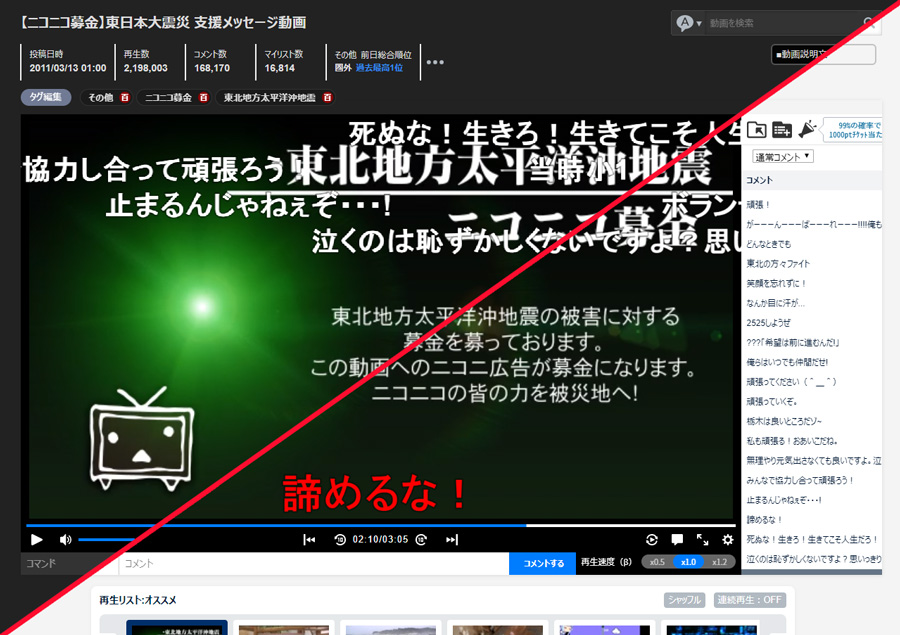 【ニコニコ募金】東日本大震災 支援メッセージ動画
動画を検索
投稿日時 再生数 コメント数 マイリスト数 その他 前日総合順位
2011/03/13 01:00 2,198,003 168,170 16,814 圏外 過去最高1位
■動画説明文
タグ編集 その他 百 ニコニコ募金 百 東北地方太平洋沖地震 百
99%の確率で
1000ptチケット当た
通常コメント ▼
コメント
死ぬな！生きろ！生きてこそ人生
協力し合って頑張ろう
東北地方太平洋沖地震
止まるんじゃねぇぞ・・・!
ボラン
ニコニコ募金
泣くのは恥ずかしくないですよ？思い
東北地方太平洋沖地震の被害に対する
募金を募っております。
この動画へのニコニ広告が募金になります。
ニコニコの皆の力を被災地へ!
諦めるな！
頑張！
がーーーんーーーばーーーれーーー!!!!!俺も
どんなときでも
東北の方々ファイト
笑顔を忘れずに！
なんか目に汗が...
2525しようぜ
???｢希望は前に進むんだ!｣
俺らはいつでも仲間だぜ!
頑張ってください（＾＿＾）
頑張っていくぞ。
栃木は良いところだゾ~
私も頑張る！おあいこだね。
無理やり元気出さなくても良いですよ。泣
みんなで協力し合って頑張ろう！
止まるんじゃねぇぞ・・・!
諦めるな！
死ぬな！生きろ！生きてこそ人生だろ！
泣くのは恥ずかしくないですよ？思いっきり
02:10/03:05
コマンド コメント コメントする 再生速度（β） x0.5 x1.0 x1.2
再生リスト:オススメ シャッフル 連続再生：OFF